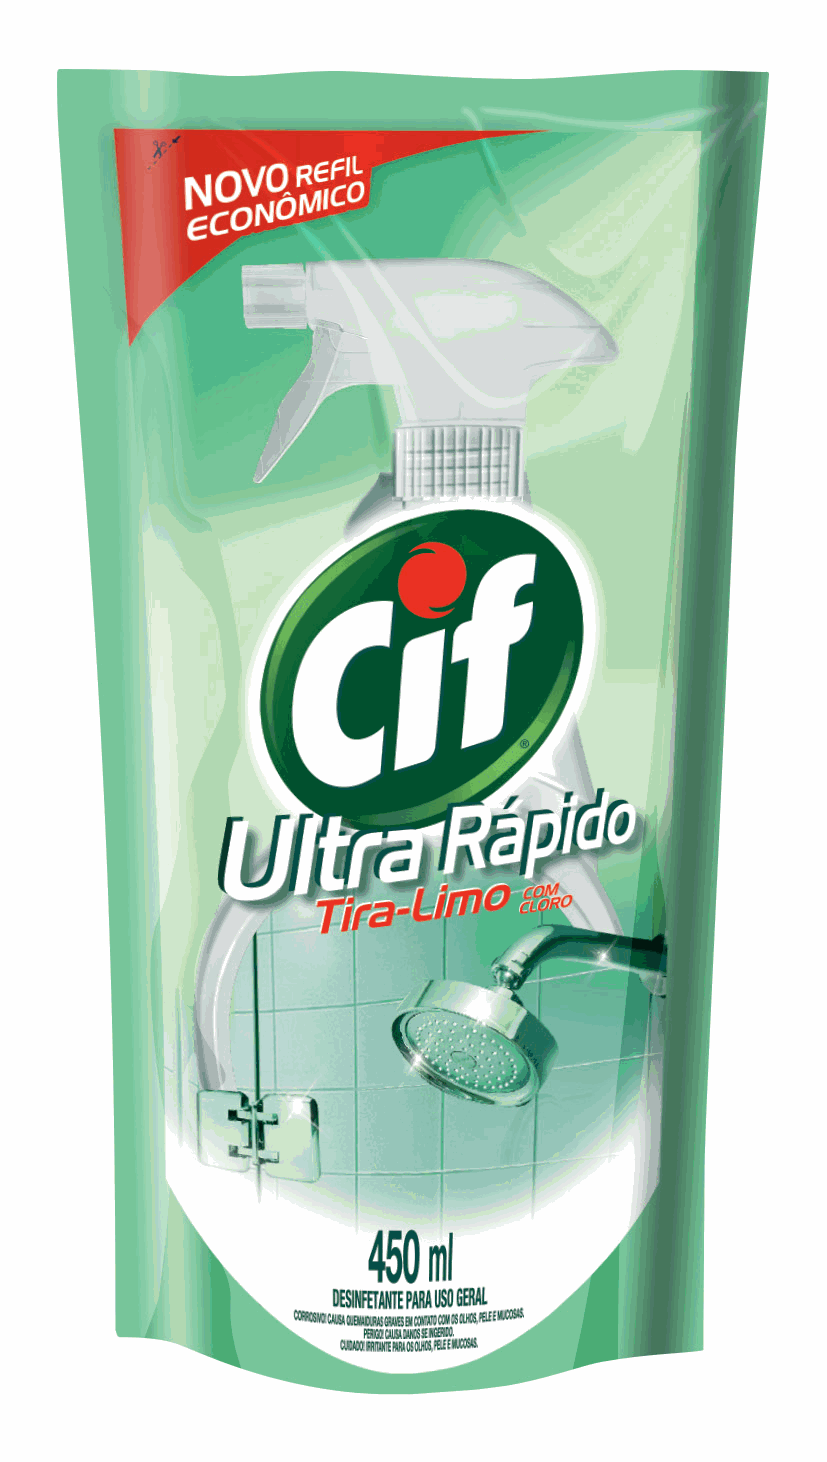 NOVO REFIL
ECONÔMICO
Cif
®
Ultra Rápido
Tira-Limo COM
CLORO
450 ml
DESINFETANTE PARA USO GERAL
CORROSIVO! CAUSA QUEIMADURAS GRAVES EM CONTATO COM OS OLHOS, PELE E MUCOSAS.
PERIGO! CAUSA DANOS SE INGERIDO.
CUIDADO! IRRITANTE PARA OS OLHOS, PELE E MUCOSAS.